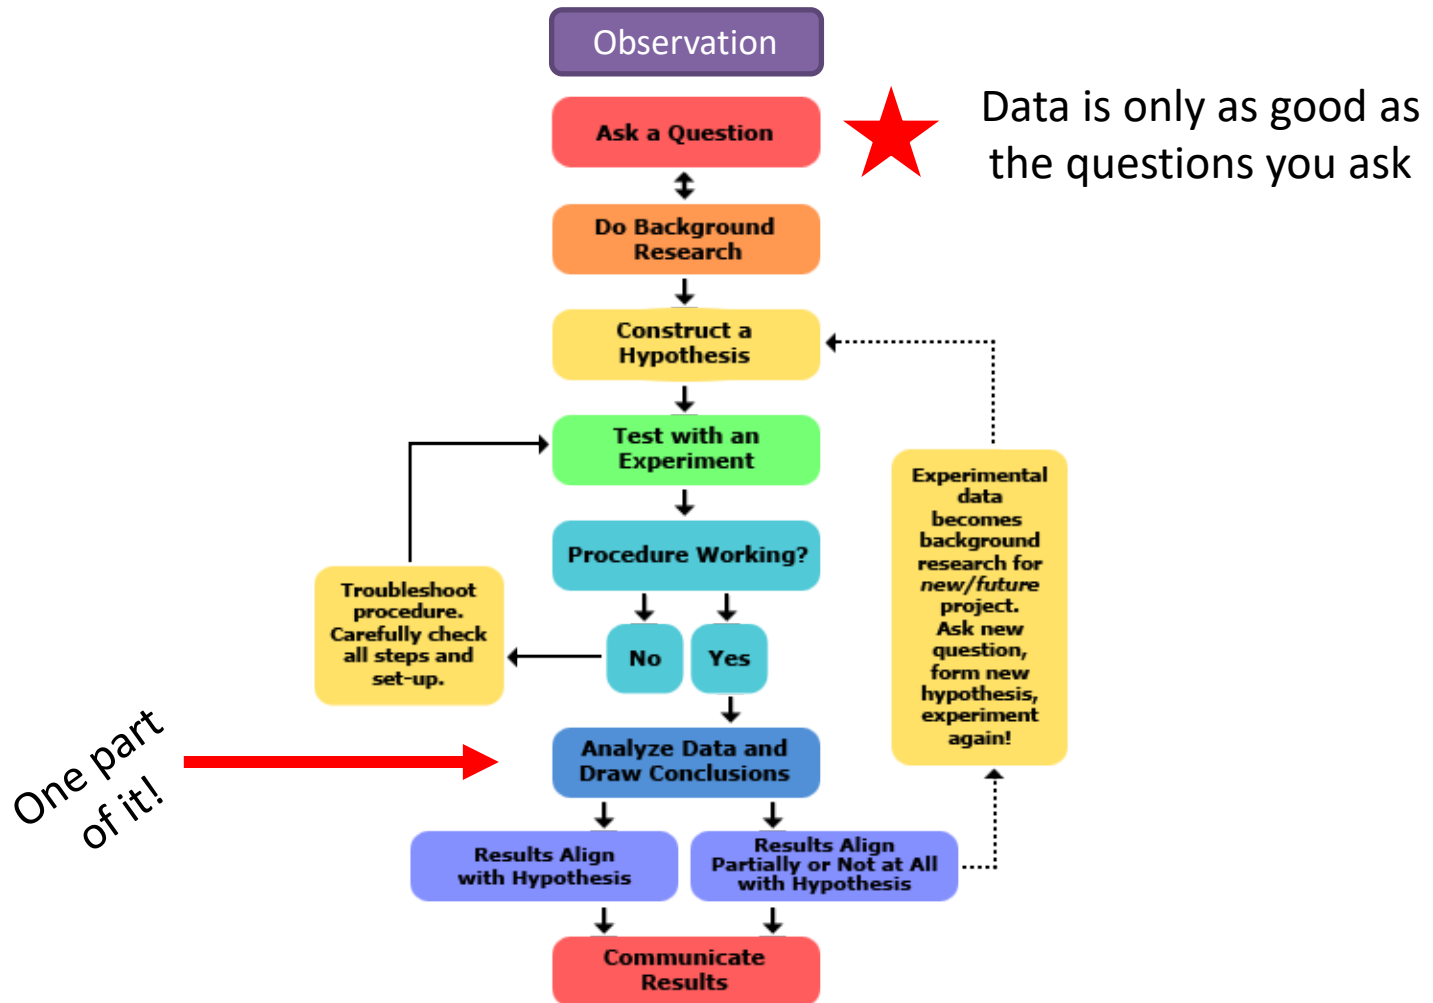 Observation
Ask a Question
Data is only as good as
the questions you ask
Do Background
Research
Construct a
Hypothesis
Test with an
Experiment
Procedure Working?
No
Yes
Troubleshoot
procedure.
Carefully check
all steps and
set-up.
Experimental
data
becomes
background
research for
new/future
project.
Ask new
question,
form new
hypothesis,
experiment
again!
One part
of it!
Analyze Data and
Draw Conclusions
Results Align
with Hypothesis
Results Align
Partially or Not at All
with Hypothesis
Communicate
Results